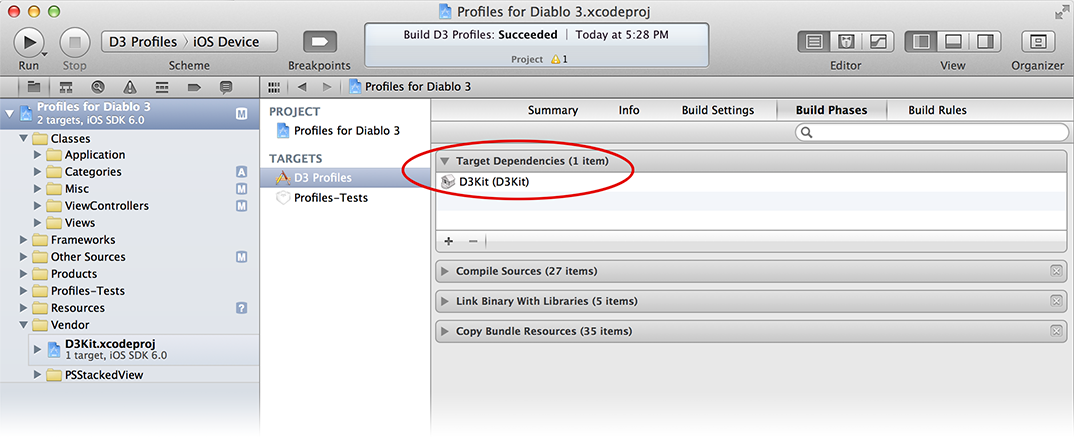 Profiles for Diablo 3.xcodeproj
Run
Stop
D3 Profiles
iOS Device
Scheme
Breakpoints
Build D3 Profiles: Succeeded | Today at 5:28 PM
Project 1
Editor
View
Organizer
Profiles for Diablo 3
M
2 targets, iOS SDK 6.0
Classes
Application
Categories
A
Misc
M
ViewControllers
M
Views
Frameworks
Other Sources
M
Products
Profiles-Tests
Resources
?
Vendor
D3Kit.xcodeproj
1 target, iOS SDK 6.0
PSStackedView
Profiles for Diablo 3
PROJECT
Profiles for Diablo 3
TARGETS
D3 Profiles
Profiles-Tests
Summary
Info
Build Settings
Build Phases
Build Rules
Target Dependencies (1 item)
D3Kit (D3Kit)
Compile Sources (27 items)
Link Binary With Libraries (5 items)
Copy Bundle Resources (35 items)